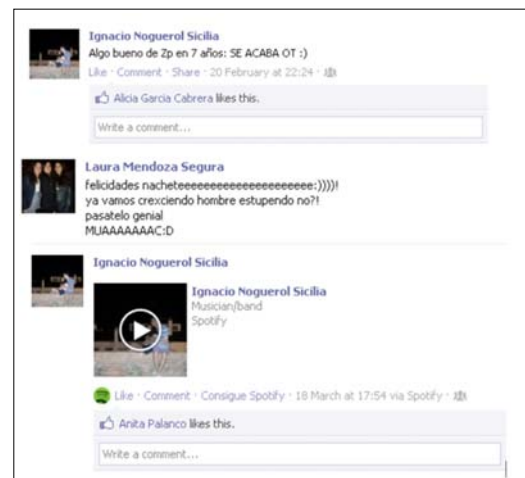 Ignacio Noguerol Sicilia
Algo bueno de Zp en 7 años: SE ACABA OT :)
Like · Comment · Share · 20 February at 22:24 ·
Alicia Garcia Cabrera likes this.
Write a comment...
Laura Mendoza Segura
felicidades nacheteeeeeeeeeeeeeeeeeeeeee:))))!
ya vamos crexciendo hombre estupendo no?!
pasatelo genial
MUAAAAAAAC:D
Ignacio Noguerol Sicilia
Ignacio Noguerol Sicilia
Musician/band
Spotify
Like · Comment · Consigue Spotify · 18 March at 17:54 via Spotify ·
Anita Palanco likes this.
Write a comment...